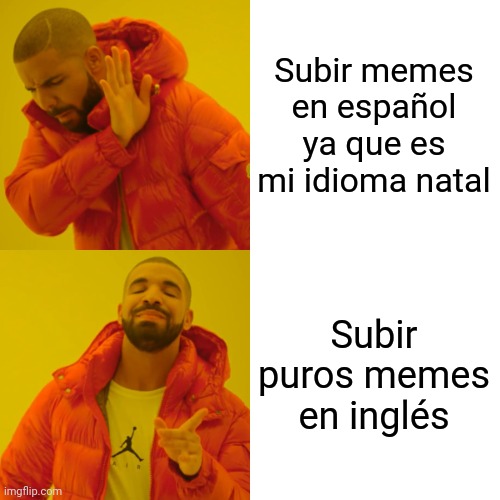 Subir memes
en español
ya que es
mi idioma natal
Subir
puros memes
en inglés
imgflip.com